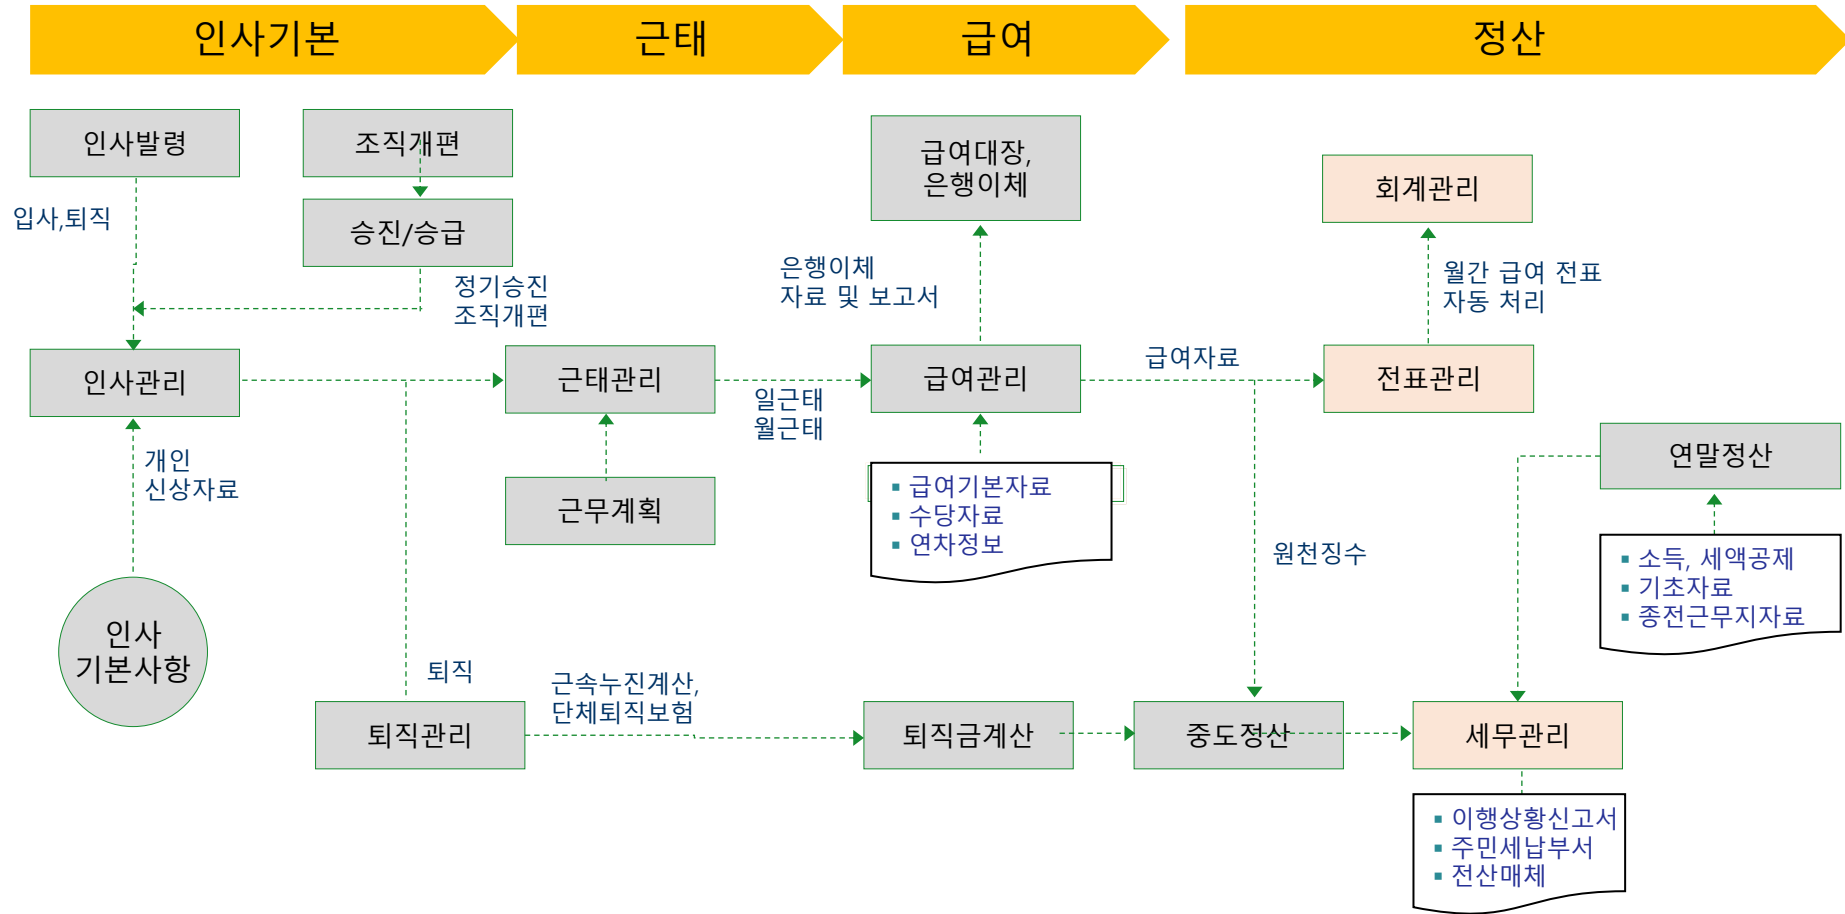 인사기본
근태
급여
정산
인사발령
조직개편
급여대장,
은행이체
회계관리
입사,퇴직
승진/승급
정기승진
조직개편
은행이체
자료 및 보고서
월간 급여 전표
자동 처리
인사관리
근태관리
급여관리
급여자료
전표관리
일근태
월근태
개인
신상자료
근무계획
급여기본자료
수당자료
연차정보
연말정산
원천징수
소득, 세액공제
기초자료
종전근무지자료
인사
기본사항
퇴직
근속누진계산,
단체퇴직보험
퇴직관리
퇴직금계산
중도정산
세무관리
이행상황신고서
주민세납부서
전산매체